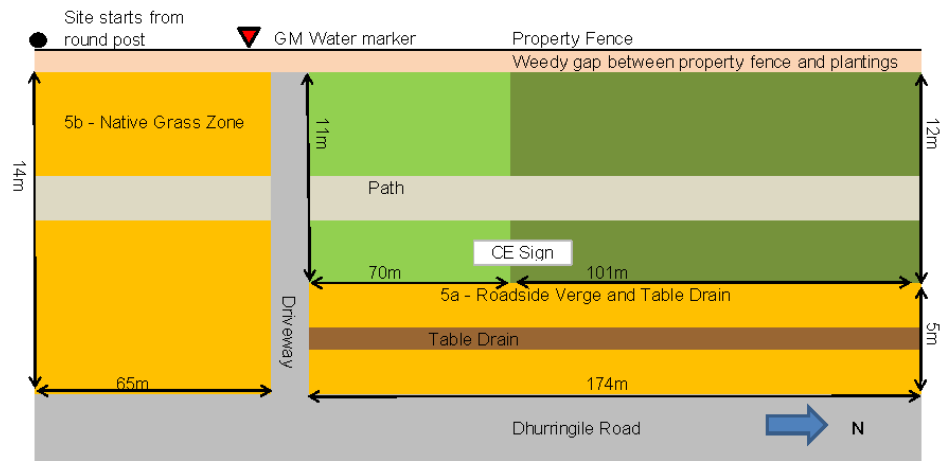 Site starts from
round post
GM Water marker
Property Fence
Weedy gap between property fence and plantings
5b - Native Grass Zone
14m
11m
12m
Path
CE Sign
70m
101m
5a - Roadside Verge and Table Drain
Driveway
Table Drain
5m
65m
174m
Dhurringile Road
N